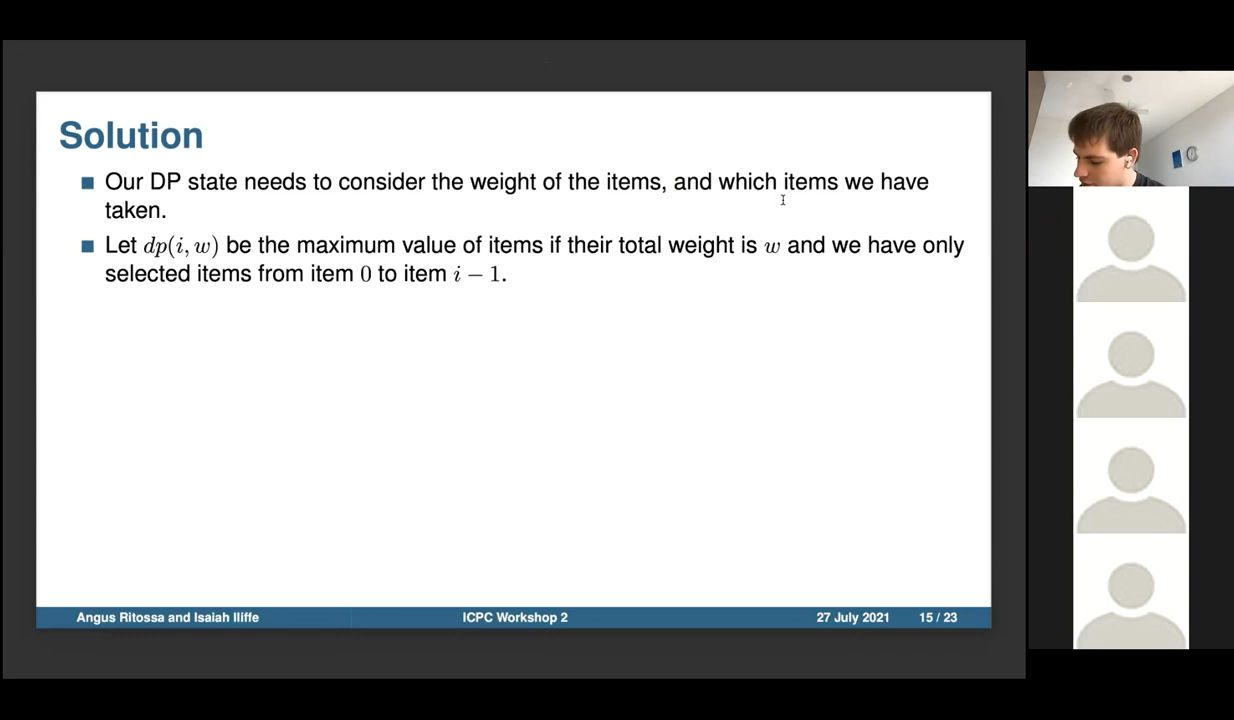 Solution
Our DP state needs to consider the weight of the items, and which items we have
taken.
Let dp(i, w) be the maximum value of items if their total weight is w and we have only
selected items from item 0 to item i − 1.
Angus Ritossa and Isaiah Iliffe ICPC Workshop 2 27 July 2021 15 / 23